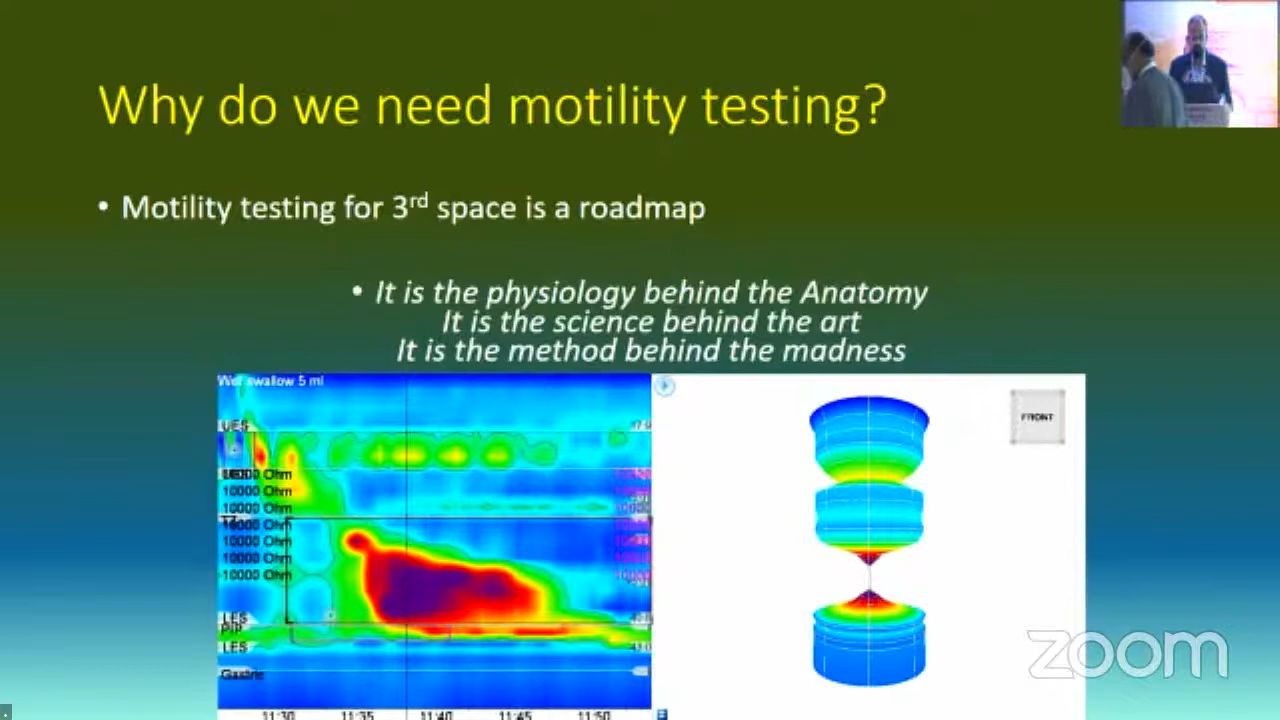 Why do we need motility testing?
• Motility testing for 3rd space is a roadmap
• It is the physiology behind the Anatomy
It is the science behind the art
It is the method behind the madness
Wet swallow 5 ml
UES
FRONT
10000 Ohm
10000 Ohm
10000 Ohm
10000 Ohm
10000 Ohm
10000 Ohm
10000 Ohm
LES
PIP
LES
Gastric
11:30 11:35 11:40 11:45 11:50
zoom